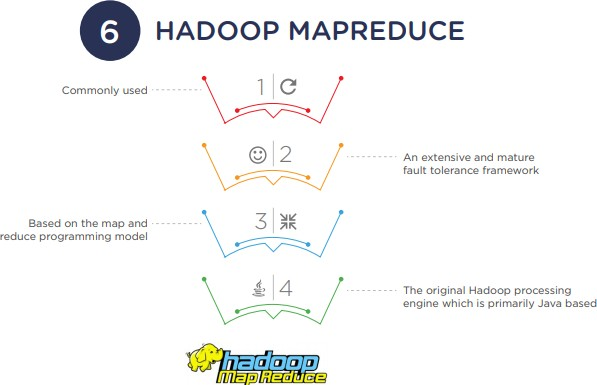 6 HADOOP MAPREDUCE
Commonly used
1
2
An extensive and mature
fault tolerance framework
Based on the map and
reduce programming model
3
4
The original Hadoop processing
engine which is primarily Java based
hadoop
Map Reduce